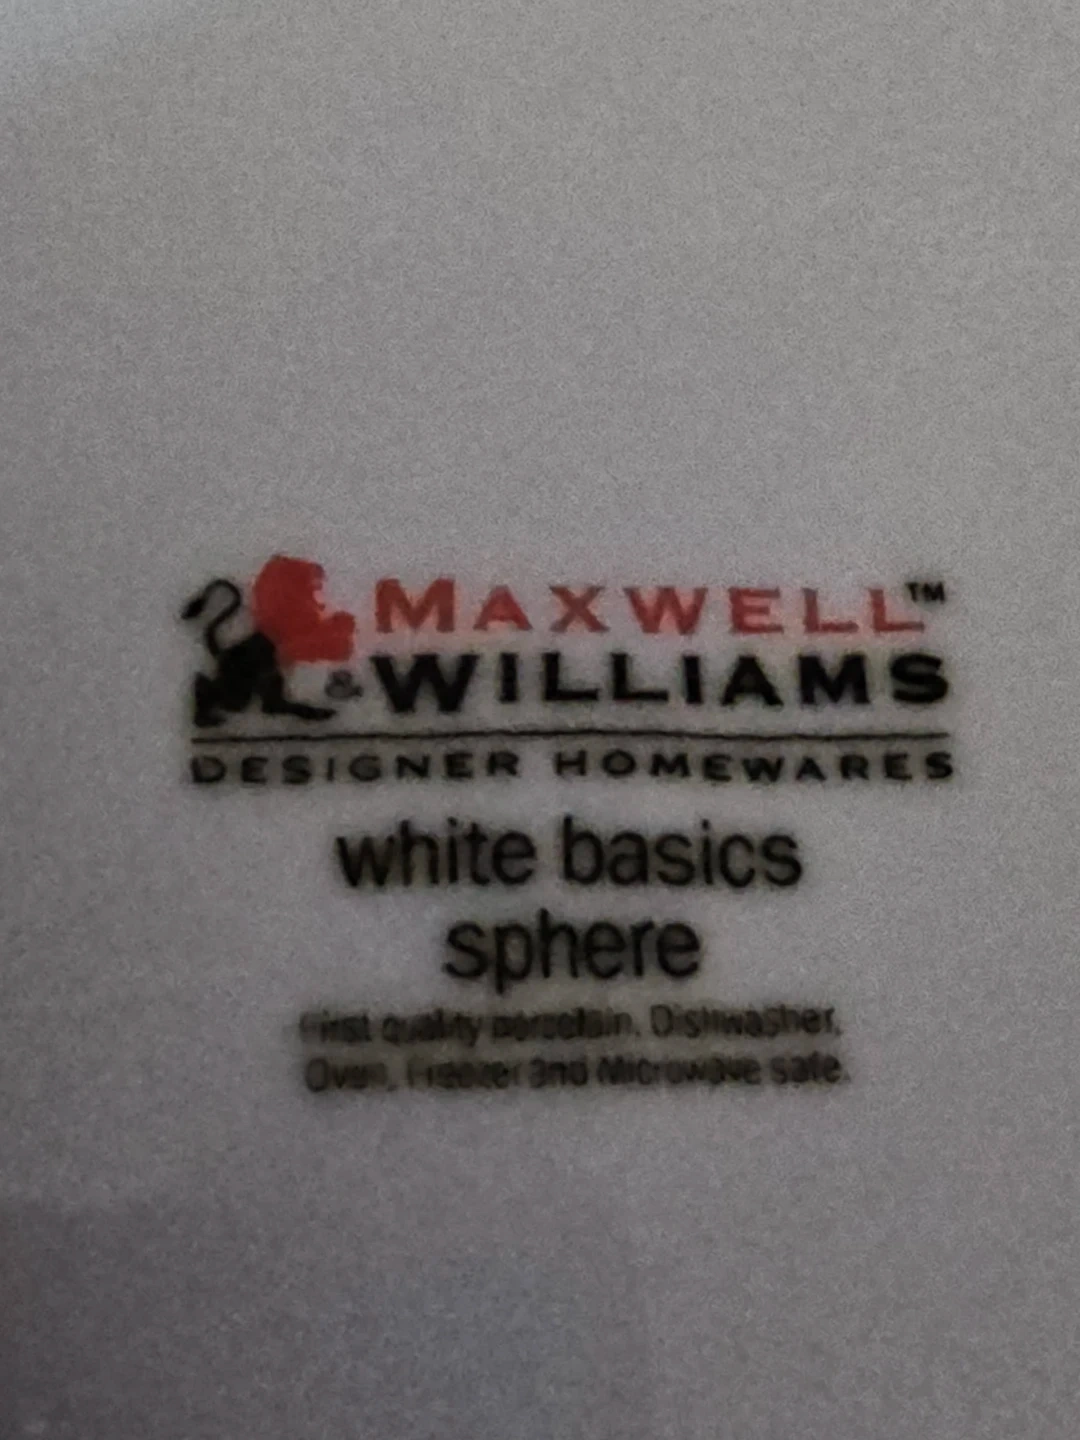 MAXWELL™
& WILLIAMS
DESIGNER HOMEWARES
white basics
sphere
First quality porcelain. Dishwasher,
Oven, Freezer and Microwave safe.